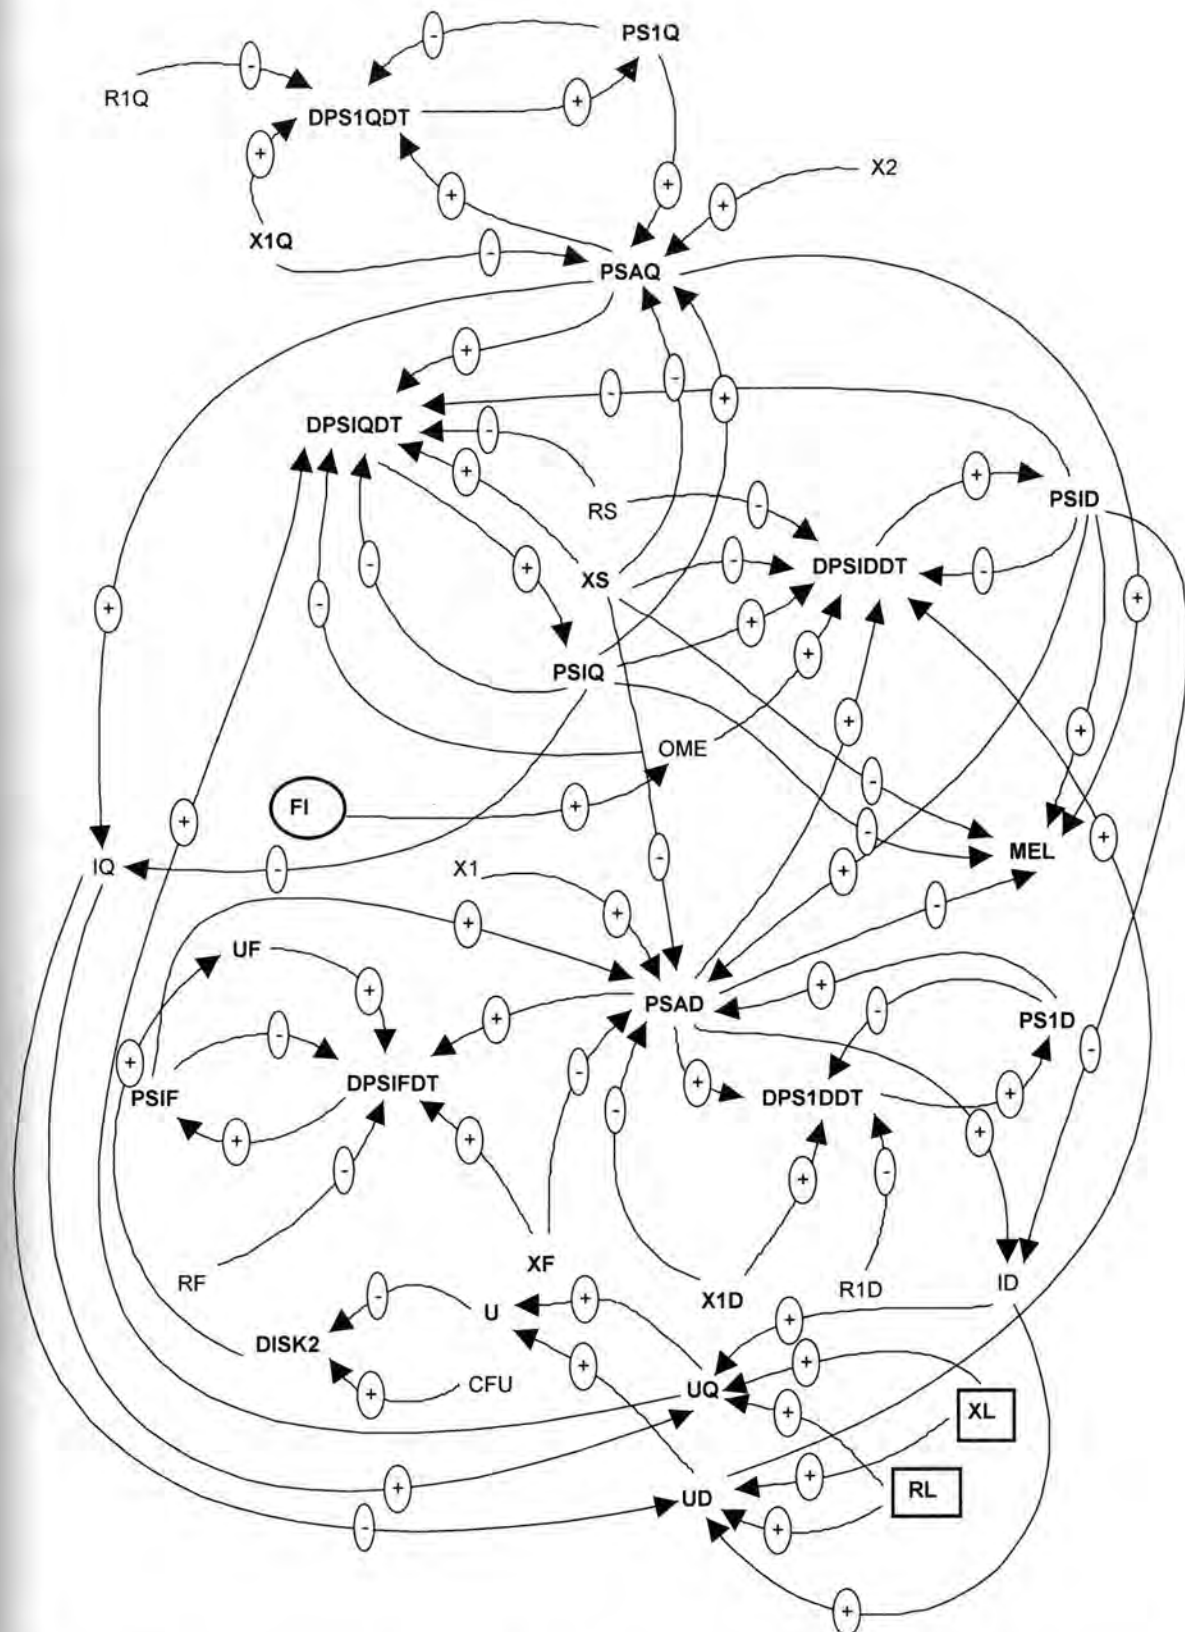 PS1Q
-
-
R1Q
+
DPS1QDT
+
X2
+
+
+
X1Q
-
PSAQ
+
-
-
+
DPSIQDT
-
+
+
PSID
RS
-
DPSIDDT
-
-
+
-
XS
+
+
-
+
PSIQ
+
OME
+
+
-
FI
+
+
-
MEL
+
-
IQ
-
X1
+
-
+
+
UF
+
+
PSAD
-
PS1D
-
+
-
+
DPSIFDT
-
+
DPS1DDT
+
PSIF
-
+
+
+
-
+
-
XF
RF
X1D
R1D
ID
-
U
+
+
DISK2
+
+
CFU
UQ
+
XL
+
+
+
UD
RL
-
+
+